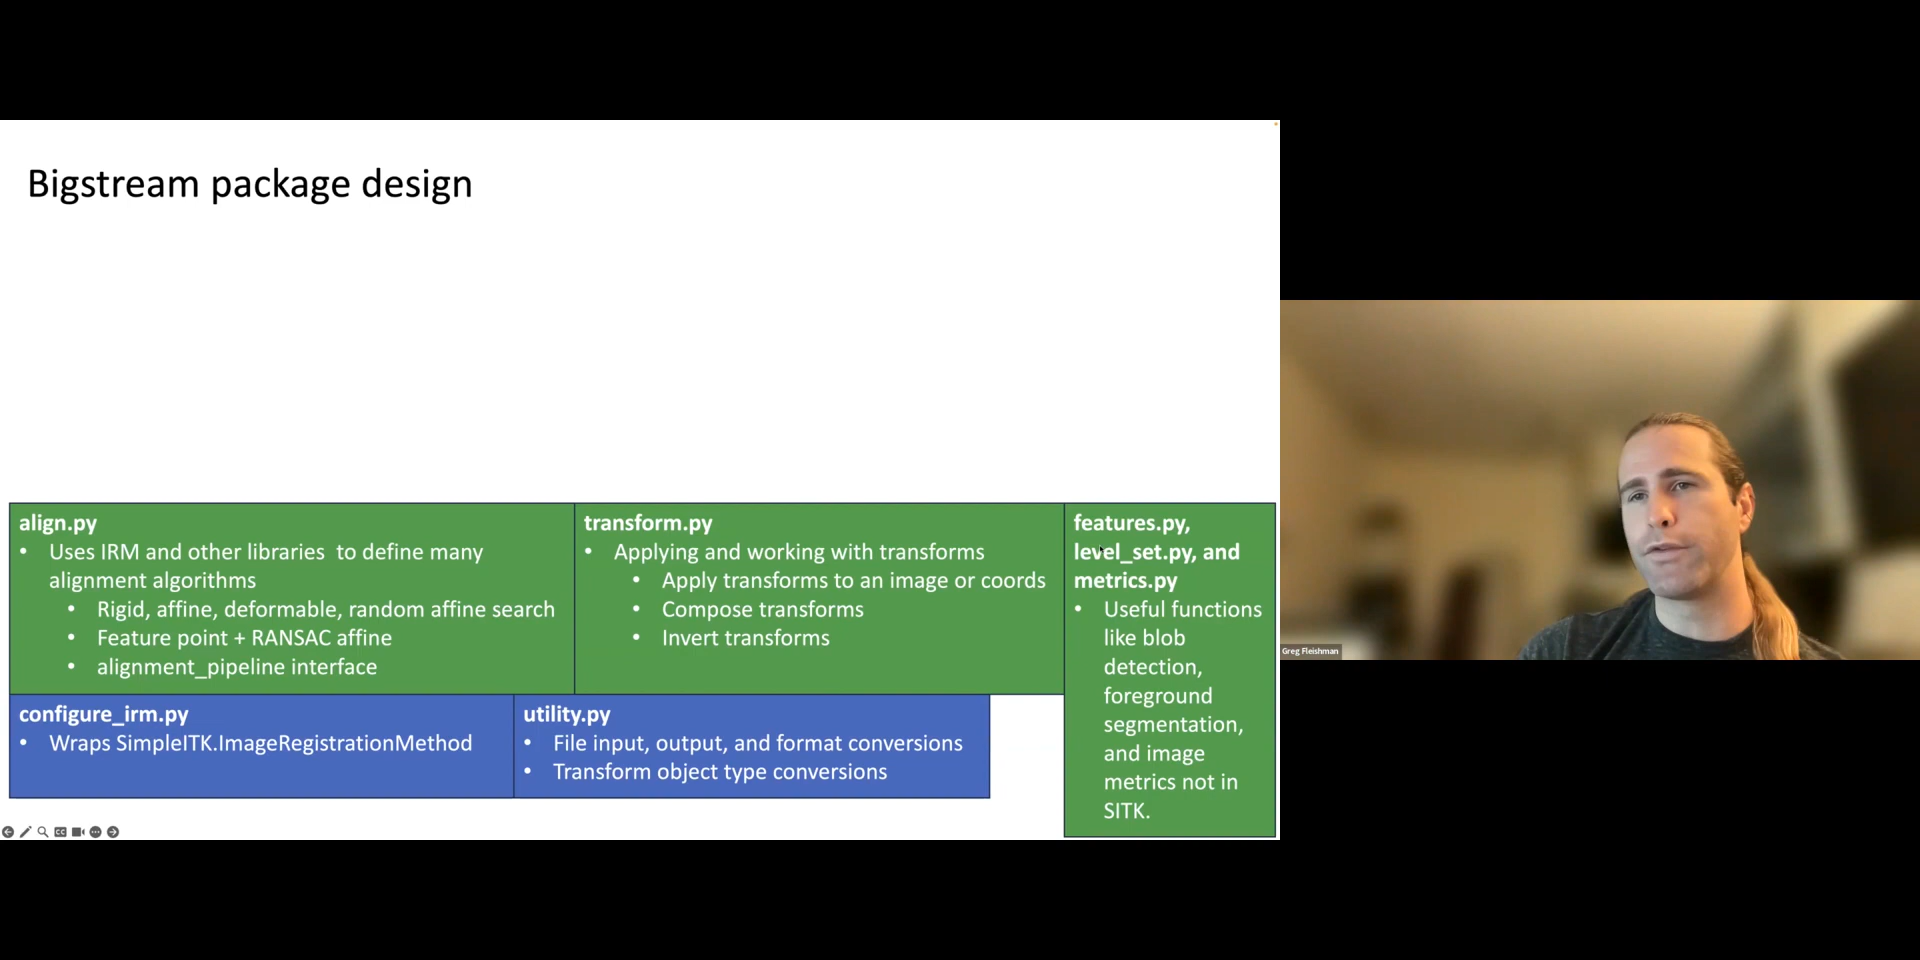 Bigstream package design
align.py
• Uses IRM and other libraries  to define many
alignment algorithms
• Rigid, affine, deformable, random affine search
• Feature point + RANSAC affine
• alignment_pipeline interface
transform.py
• Applying and working with transforms
• Apply transforms to an image or coords
• Compose transforms
• Invert transforms
features.py,
level_set.py, and
metrics.py
• Useful functions
like blob
detection,
foreground
segmentation,
and image
metrics not in
SITK.
configure_irm.py
• Wraps SimpleITK.ImageRegistrationMethod
utility.py
• File input, output, and format conversions
• Transform object type conversions
CC
Greg Fleishman